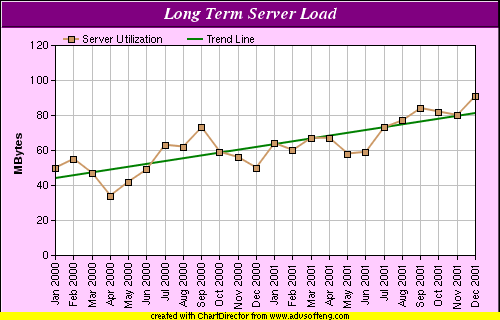 Long Term Server Load
Server Utilization
Trend Line
MBytes
120
100
80
60
40
20
0
Jan 2000
Feb 2000
Mar 2000
Apr 2000
May 2000
Jun 2000
Jul 2000
Aug 2000
Sep 2000
Oct 2000
Nov 2000
Dec 2000
Jan 2001
Feb 2001
Mar 2001
Apr 2001
May 2001
Jun 2001
Jul 2001
Aug 2001
Sep 2001
Oct 2001
Nov 2001
Dec 2001
created with ChartDirector from www.advsofteng.com